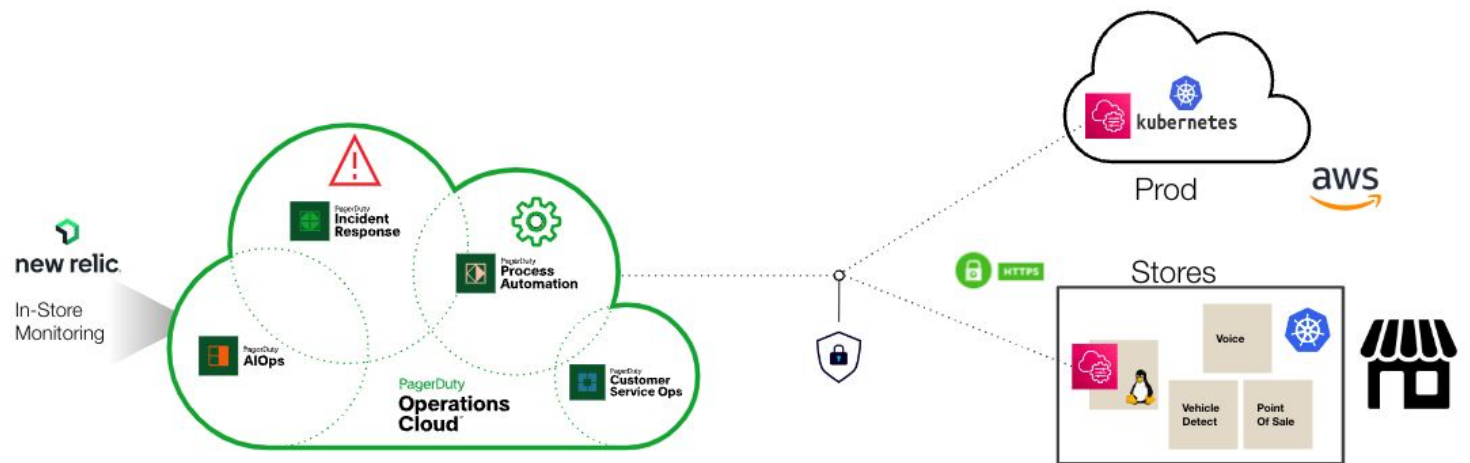 new relic.
In-Store
Monitoring
PagerDuty
Incident
Response
PagerDuty
Process
Automation
PagerDuty
AIOps
PagerDuty
Operations
Cloud
PagerDuty
Customer
Service Ops
HTTPS
kubernetes
Prod
aws
Stores
Voice
Vehicle
Detect
Point
Of Sale